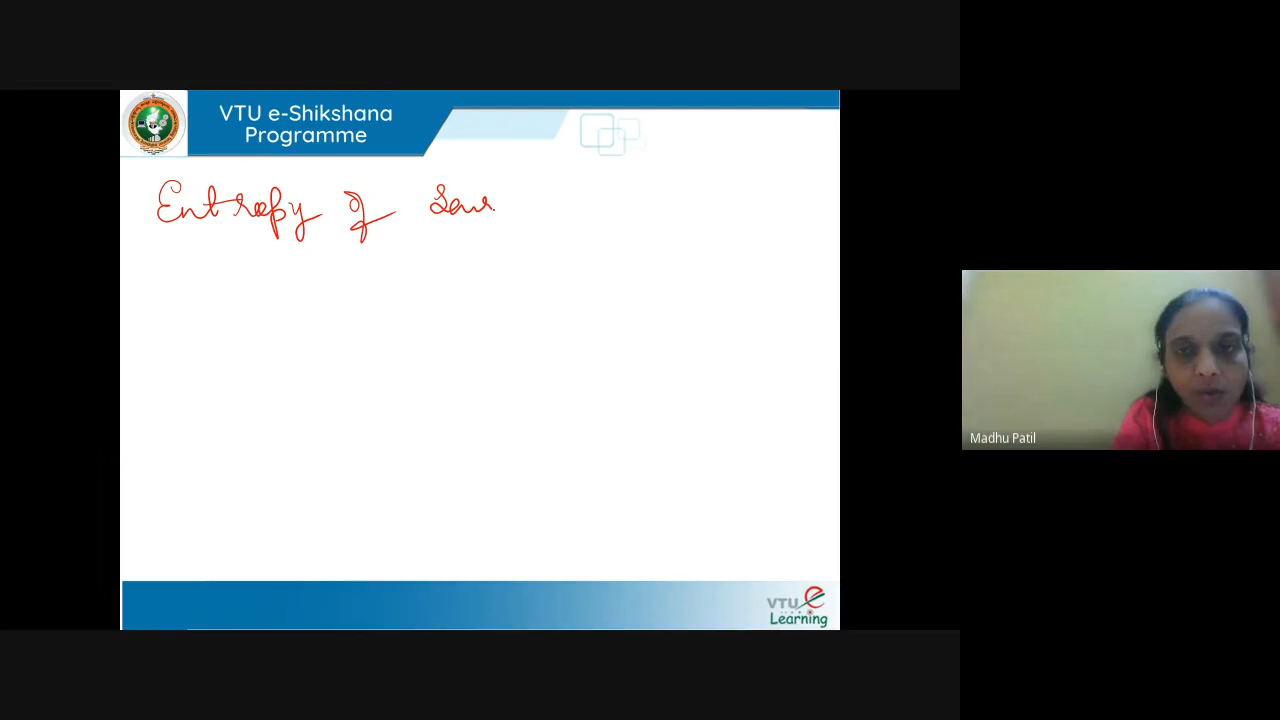 VTU e-Shikshana
Programme
Entropy of Sour
Madhu Patil
VTU e
Learning